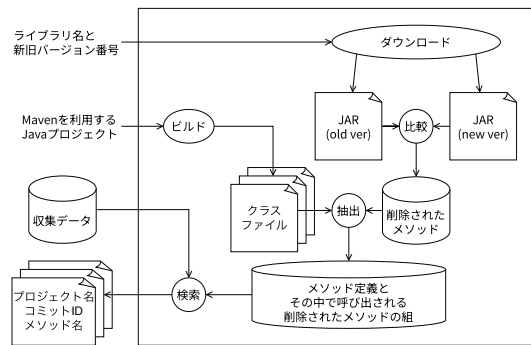 ライブラリ名と
新旧バージョン番号
ダウンロード
Mavenを利用する
Javaプロジェクト
ビルド
JAR
(old ver)
比較
JAR
(new ver)
収集データ
クラス
ファイル
抽出
削除された
メソッド
プロジェクト名
コミットID
メソッド名
検索
メソッド定義と
その中で呼び出される
削除されたメソッドの組